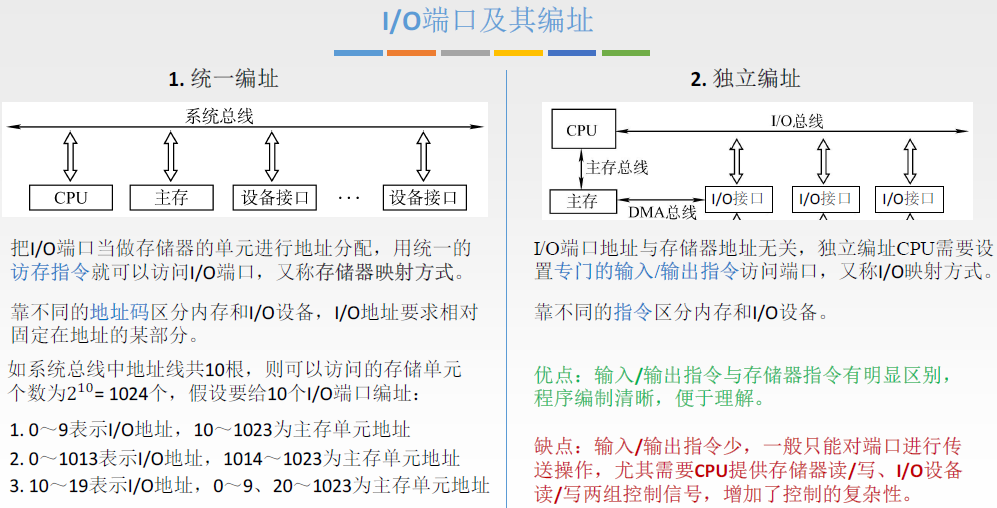 I/O端口及其编址
1. 统一编址
系统总线
CPU
主存
设备接口
···
设备接口
把I/O端口当做存储器的单元进行地址分配，用统一的
访存指令就可以访问I/O端口，又称存储器映射方式。
靠不同的地址码区分内存和I/O设备，I/O地址要求相对
固定在地址的某部分。
如系统总线中地址线共10根，则可以访问的存储单元
个数为2¹⁰= 1024个，假设要给10个I/O端口编址：
1. 0～9表示I/O地址，10～1023为主存单元地址
2. 0～1013表示I/O地址，1014～1023为主存单元地址
3. 10～19表示I/O地址，0～9、20～1023为主存单元地址
2. 独立编址
CPU
I/O总线
主存总线
主存
DMA总线
I/O接口
I/O接口
I/O接口
I/O端口地址与存储器地址无关，独立编址CPU需要设
置专门的输入/输出指令访问端口，又称I/O映射方式。
靠不同的指令区分内存和I/O设备。
优点：输入/输出指令与存储器指令有明显区别，
程序编制清晰，便于理解。
缺点：输入/输出指令少，一般只能对端口进行传
送操作，尤其需要CPU提供存储器读/写、I/O设备
读/写两组控制信号，增加了控制的复杂性。